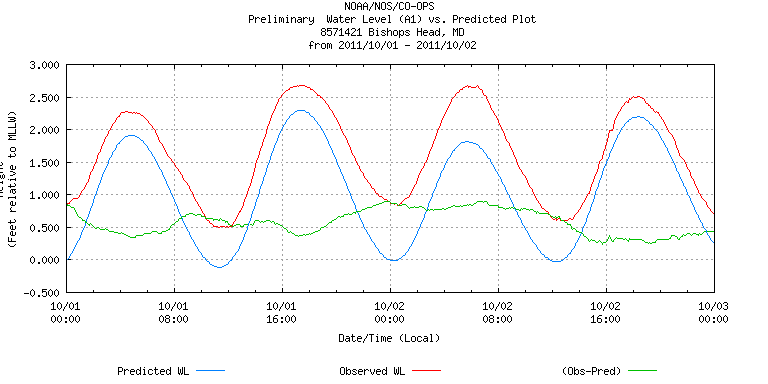 NOAA/NOS/CO-OPS
Preliminary Water Level (A1) vs. Predicted Plot
8571421 Bishops Head, MD
from 2011/10/01 - 2011/10/02
3.000
2.500
2.000
1.500
1.000
0.500
0.000
-0.500
Height
(Feet relative to MLLW)
10/01 10/01 10/01 10/02 10/02 10/02 10/03
00:00 08:00 16:00 00:00 08:00 16:00 00:00
Date/Time (Local)
Predicted WL Observed WL (Obs-Pred)